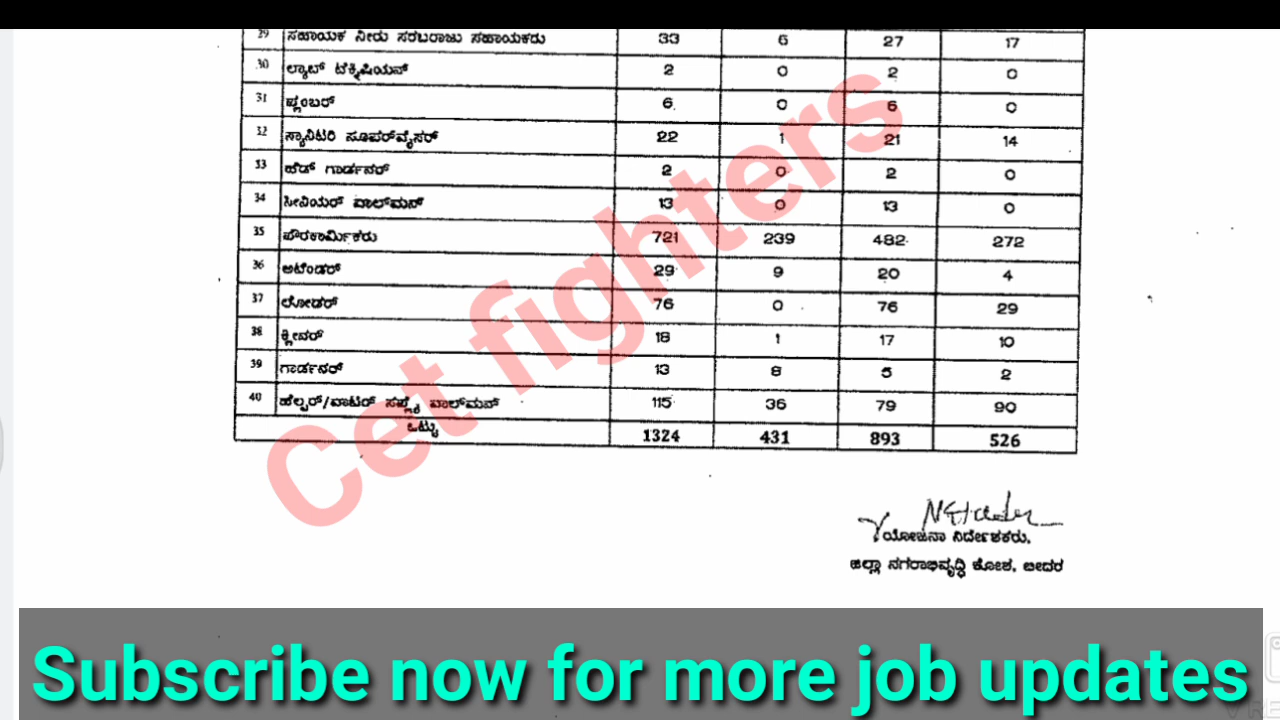 29 ಸಹಾಯಕ ನೀರು ಸರಬರಾಜು ಸಹಾಯಕರು 33 6 27 17
30 ಲ್ಯಾಬ್ ಟೆಕ್ನಿಷಿಯನ್ 2 0 2 0
31 ಪ್ಲಂಬರ್ 6 0 6 0
32 ಸ್ಯಾನಿಟರಿ ಸೂಪರ್‌ವೈಸರ್ 22 1 21 14
33 ಹೆಡ್ ಗಾರ್ಡನರ್ 2 0 2 0
34 ಸೀನಿಯರ್ ವಾಲ್‌ಮನ್ 13 0 13 0
35 ಪೌರಕಾರ್ಮಿಕರು 721 239 482 272
36 ಅಟೆಂಡರ್ 29 9 20 4
37 ಲೋಡರ್ 76 0 76 29
38 ಕ್ಲೀನರ್ 18 1 17 10
39 ಗಾರ್ಡನರ್ 13 8 5 2
40 ಹೆಲ್ಪರ್/ವಾಟರ್ ಸಪ್ಲೈ ವಾಲ್‌ಮನ್ 115 36 79 90
ಒಟ್ಟು 1324 431 893 526
Cet fighters
ಯೋಜನಾ ನಿರ್ದೇಶಕರು,
ಜಿಲ್ಲಾ ನಗರಾಭಿವೃದ್ಧಿ ಕೋಶ, ಬೀದರ
Subscribe now for more job updates